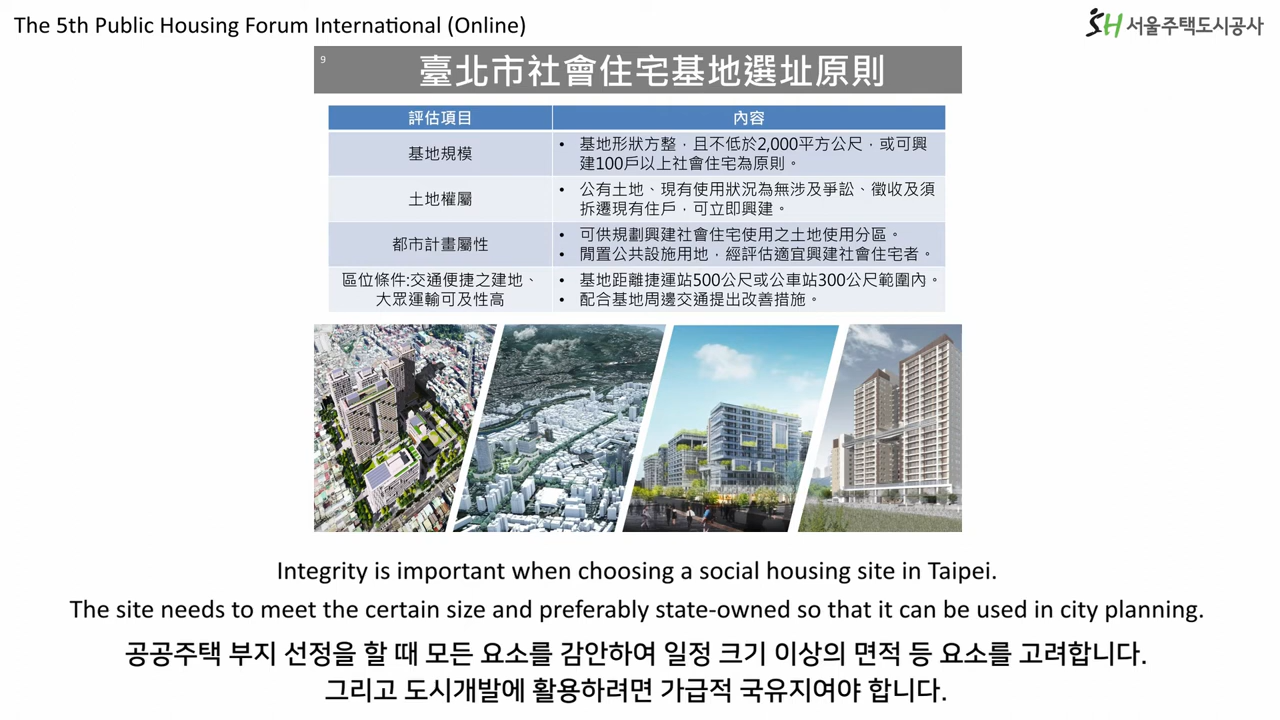 The 5th Public Housing Forum International (Online)
SH 서울주택도시공사
9
臺北市社會住宅基地選址原則
評估項目
內容
基地規模
• 基地形狀方整，且不低於2,000平方公尺，或可興
建100戶以上社會住宅為原則。
土地權屬
• 公有土地、現有使用狀況為無涉及爭訟、徵收及須
拆遷現有住戶，可立即興建。
都市計畫屬性
• 可供規劃興建社會住宅使用之土地使用分區。
• 閒置公共設施用地，經評估適宜興建社會住宅者。
區位條件:交通便捷之建地、
大眾運輸可及性高
• 基地距離捷運站500公尺或公車站300公尺範圍內。
• 配合基地周邊交通提出改善措施。
Integrity is important when choosing a social housing site in Taipei.
The site needs to meet the certain size and preferably state-owned so that it can be used in city planning.
공공주택 부지 선정을 할 때 모든 요소를 감안하여 일정 크기 이상의 면적 등 요소를 고려합니다.
그리고 도시개발에 활용하려면 가급적 국유지여야 합니다.